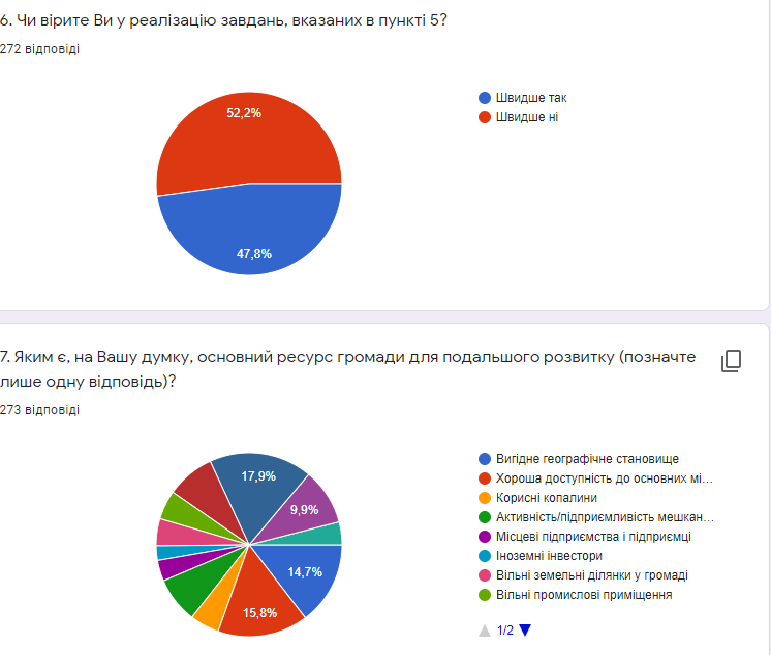 6. Чи вірите Ви у реалізацію завдань, вказаних в пункті 5?
272 відповіді
Швидше так
Швидше ні
52,2%
47,8%
7. Яким є, на Вашу думку, основний ресурс громади для подальшого розвитку (позначте
лише одну відповідь)?
273 відповіді
Вигідне географічне становище
Хороша доступність до основних мі...
Корисні копалини
Активність/підприємливість мешкан...
Місцеві підприємства і підприємці
Іноземні інвестори
Вільні земельні ділянки у громаді
Вільні промислові приміщення
1/2
17,9%
9,9%
14,7%
15,8%